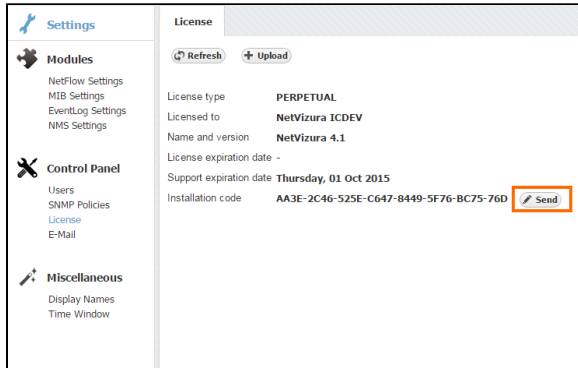 Settings
Modules
NetFlow Settings
MIB Settings
EventLog Settings
NMS Settings
Control Panel
Users
SNMP Policies
License
E-Mail
Miscellaneous
Display Names
Time Window
License
Refresh + Upload
License type PERPETUAL
Licensed to NetVizura ICDEV
Name and version NetVizura 4.1
License expiration date -
Support expiration date Thursday, 01 Oct 2015
Installation code AA3E-2C46-525E-C647-8449-5F76-BC75-76D Send